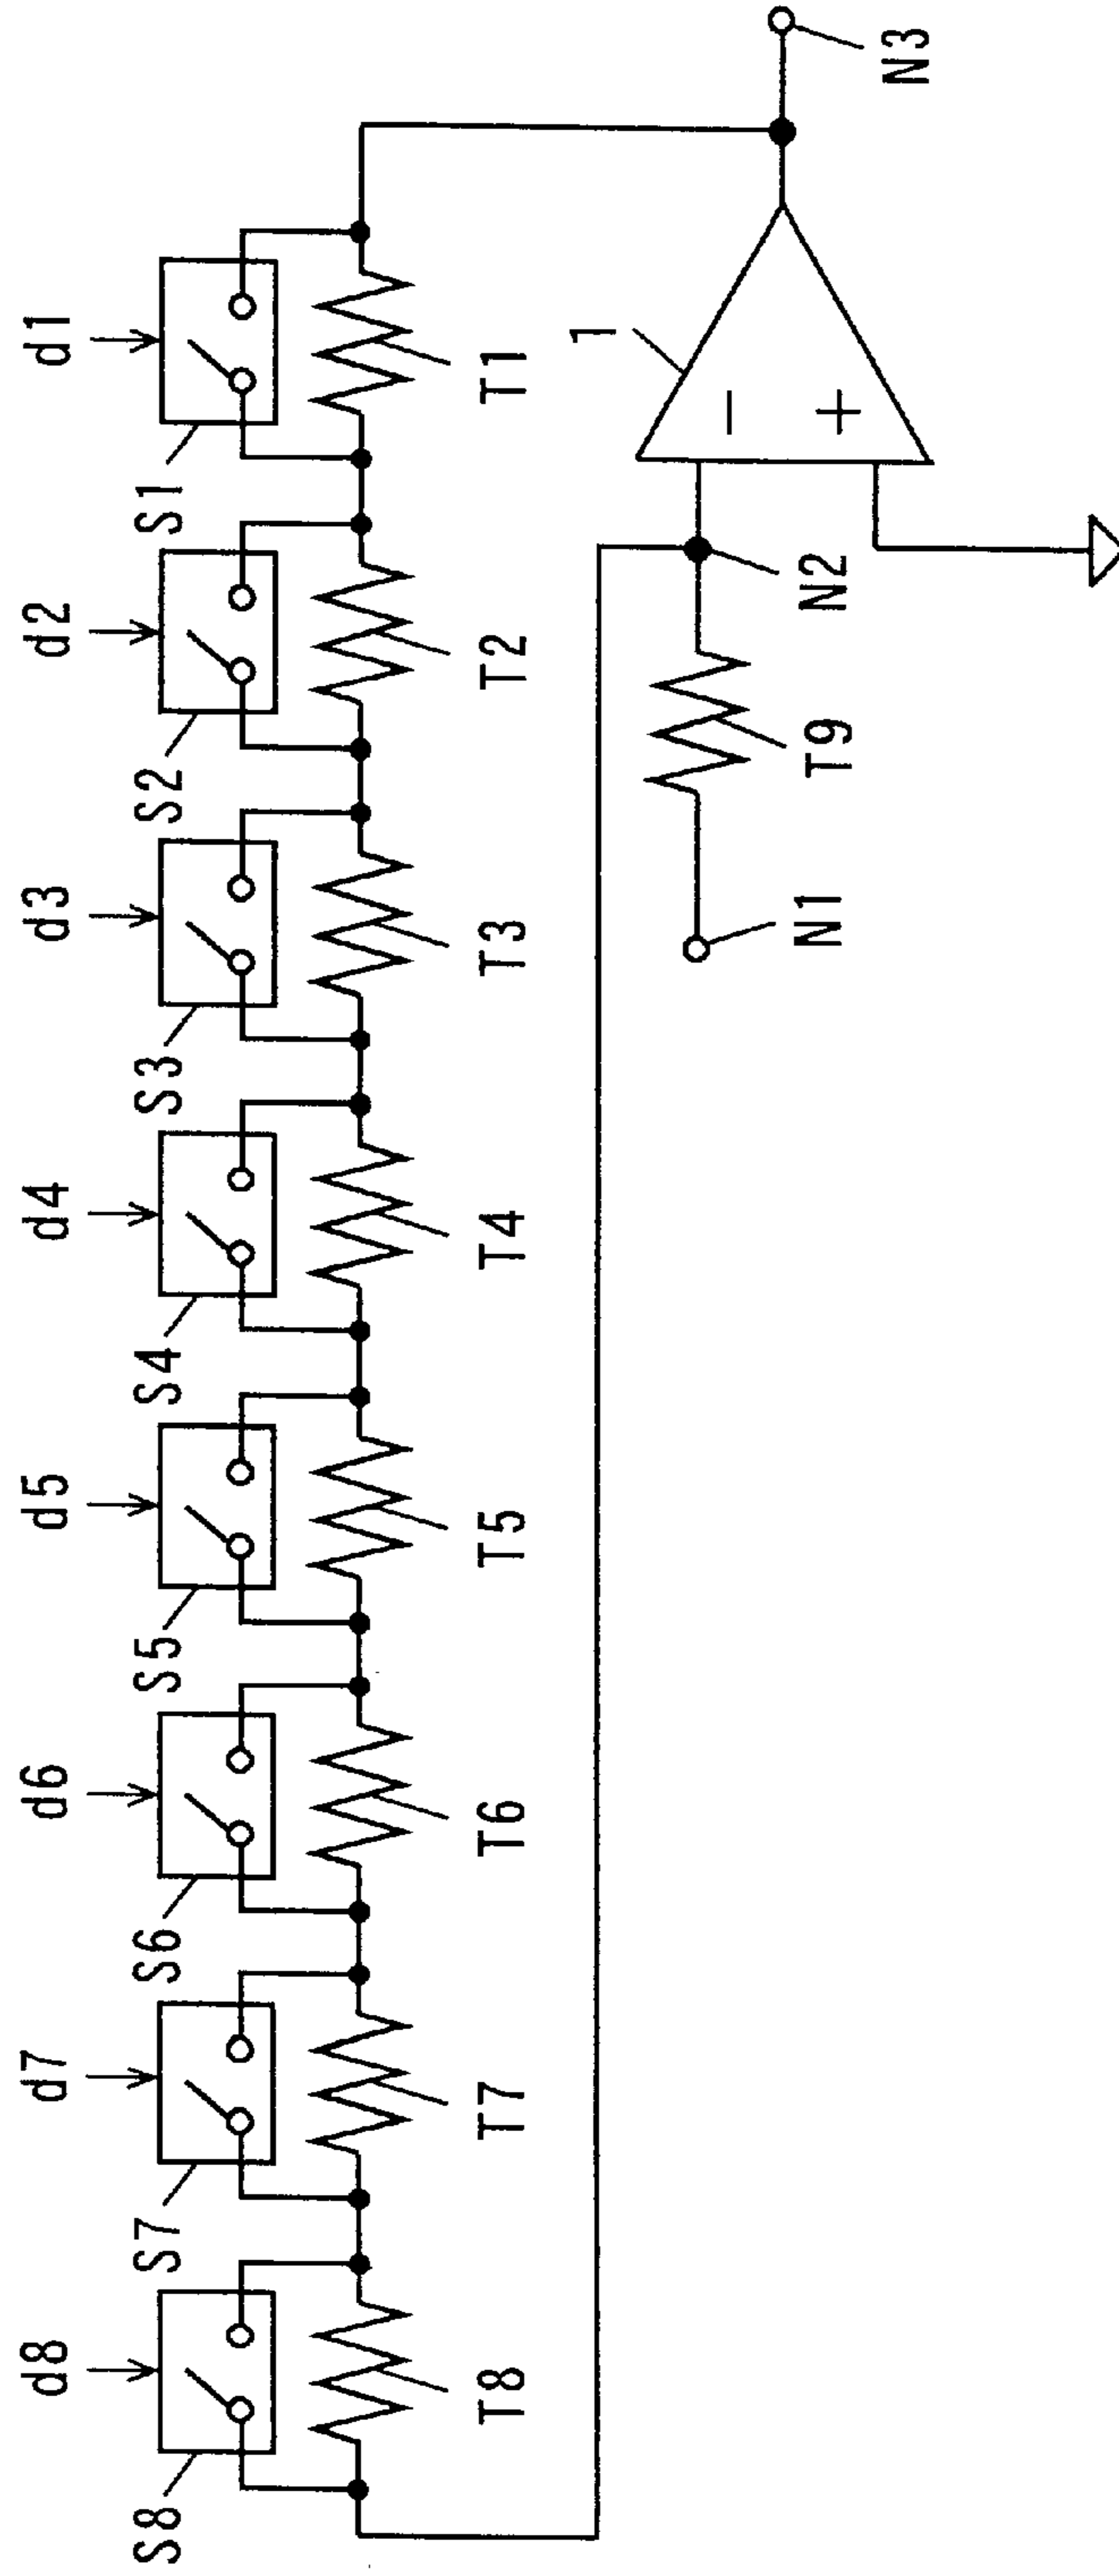 d8 d7 d6 d5 d4 d3 d2 d1
S8 S7 S6 S5 S4 S3 S2 S1
T8 T7 T6 T5 T4 T3 T2 T1
1
−
+
N1 T9 N2 N3